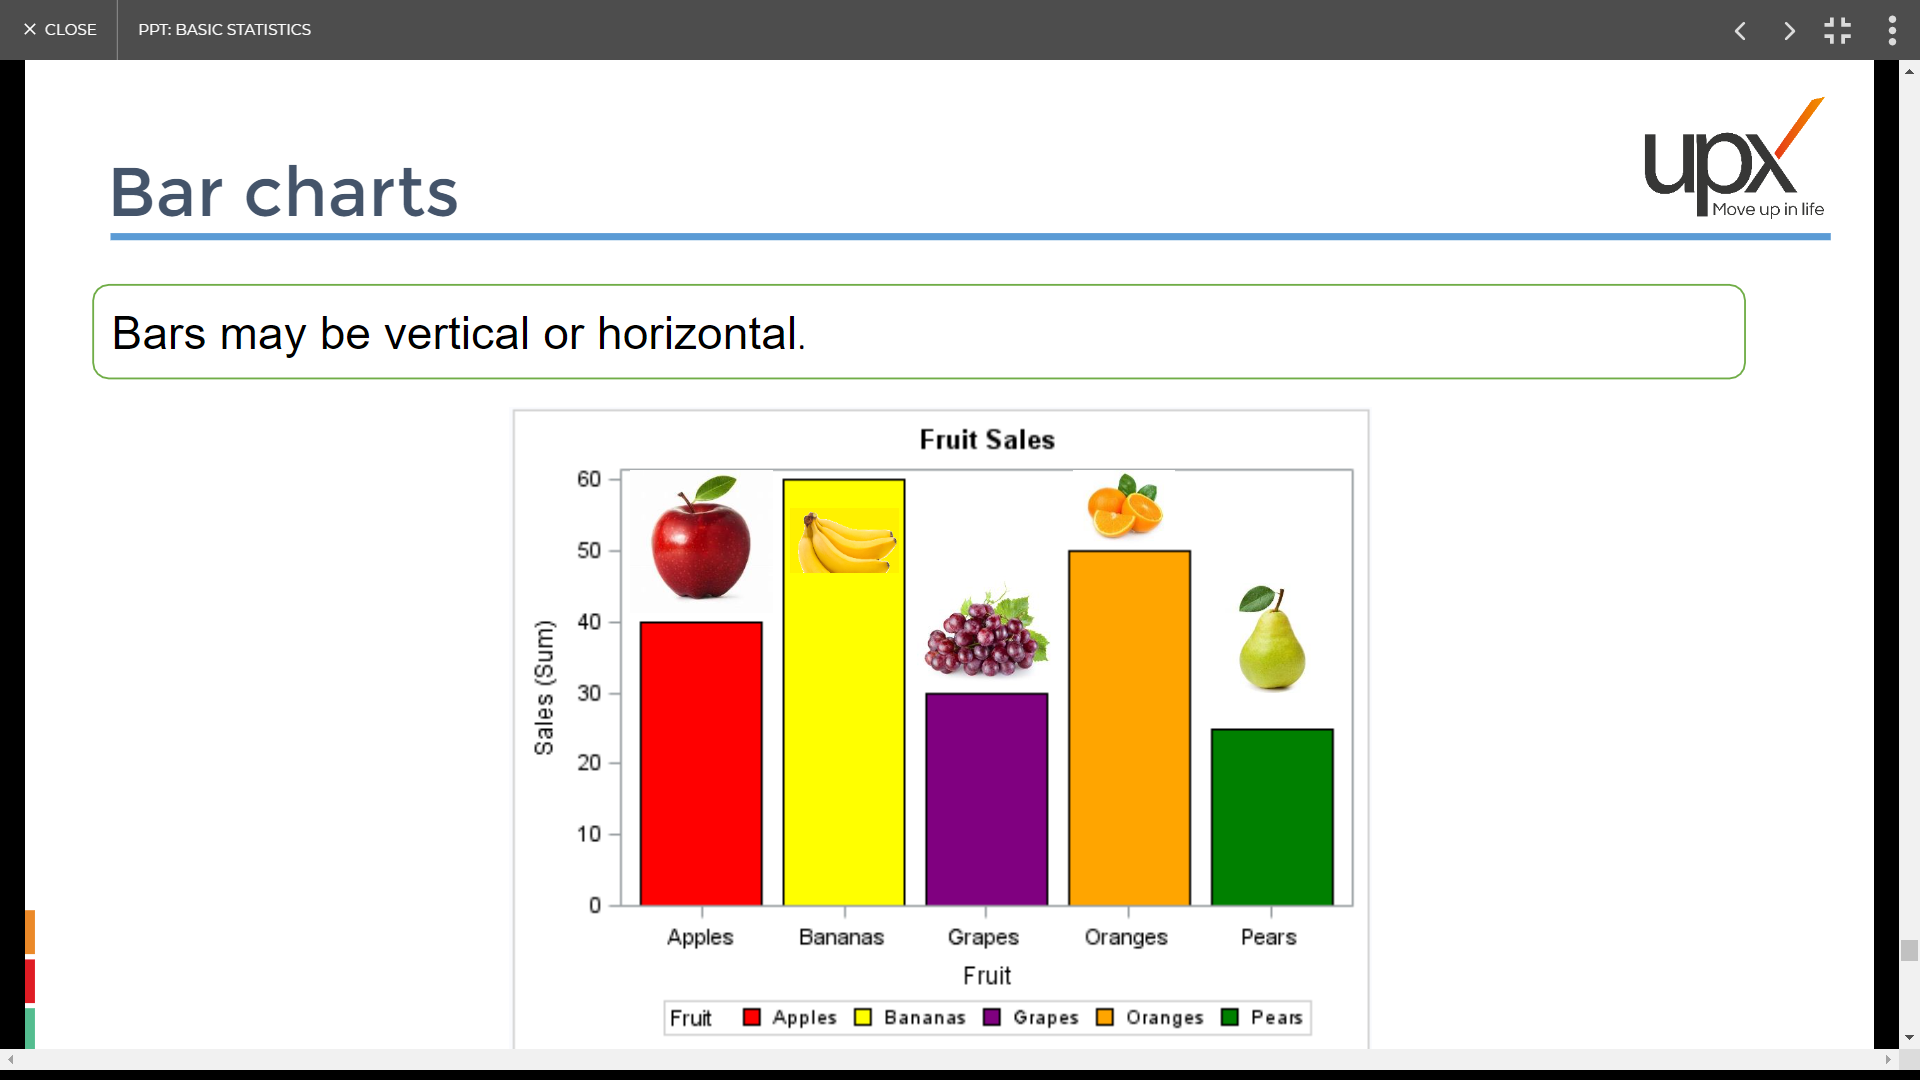 CLOSE
PPT: BASIC STATISTICS
upx
Move up in life
Bar charts
Bars may be vertical or horizontal.
Fruit Sales
60
50
40
30
20
10
0
Sales (Sum)
Apples Bananas Grapes Oranges Pears
Fruit
Fruit Apples Bananas Grapes Oranges Pears